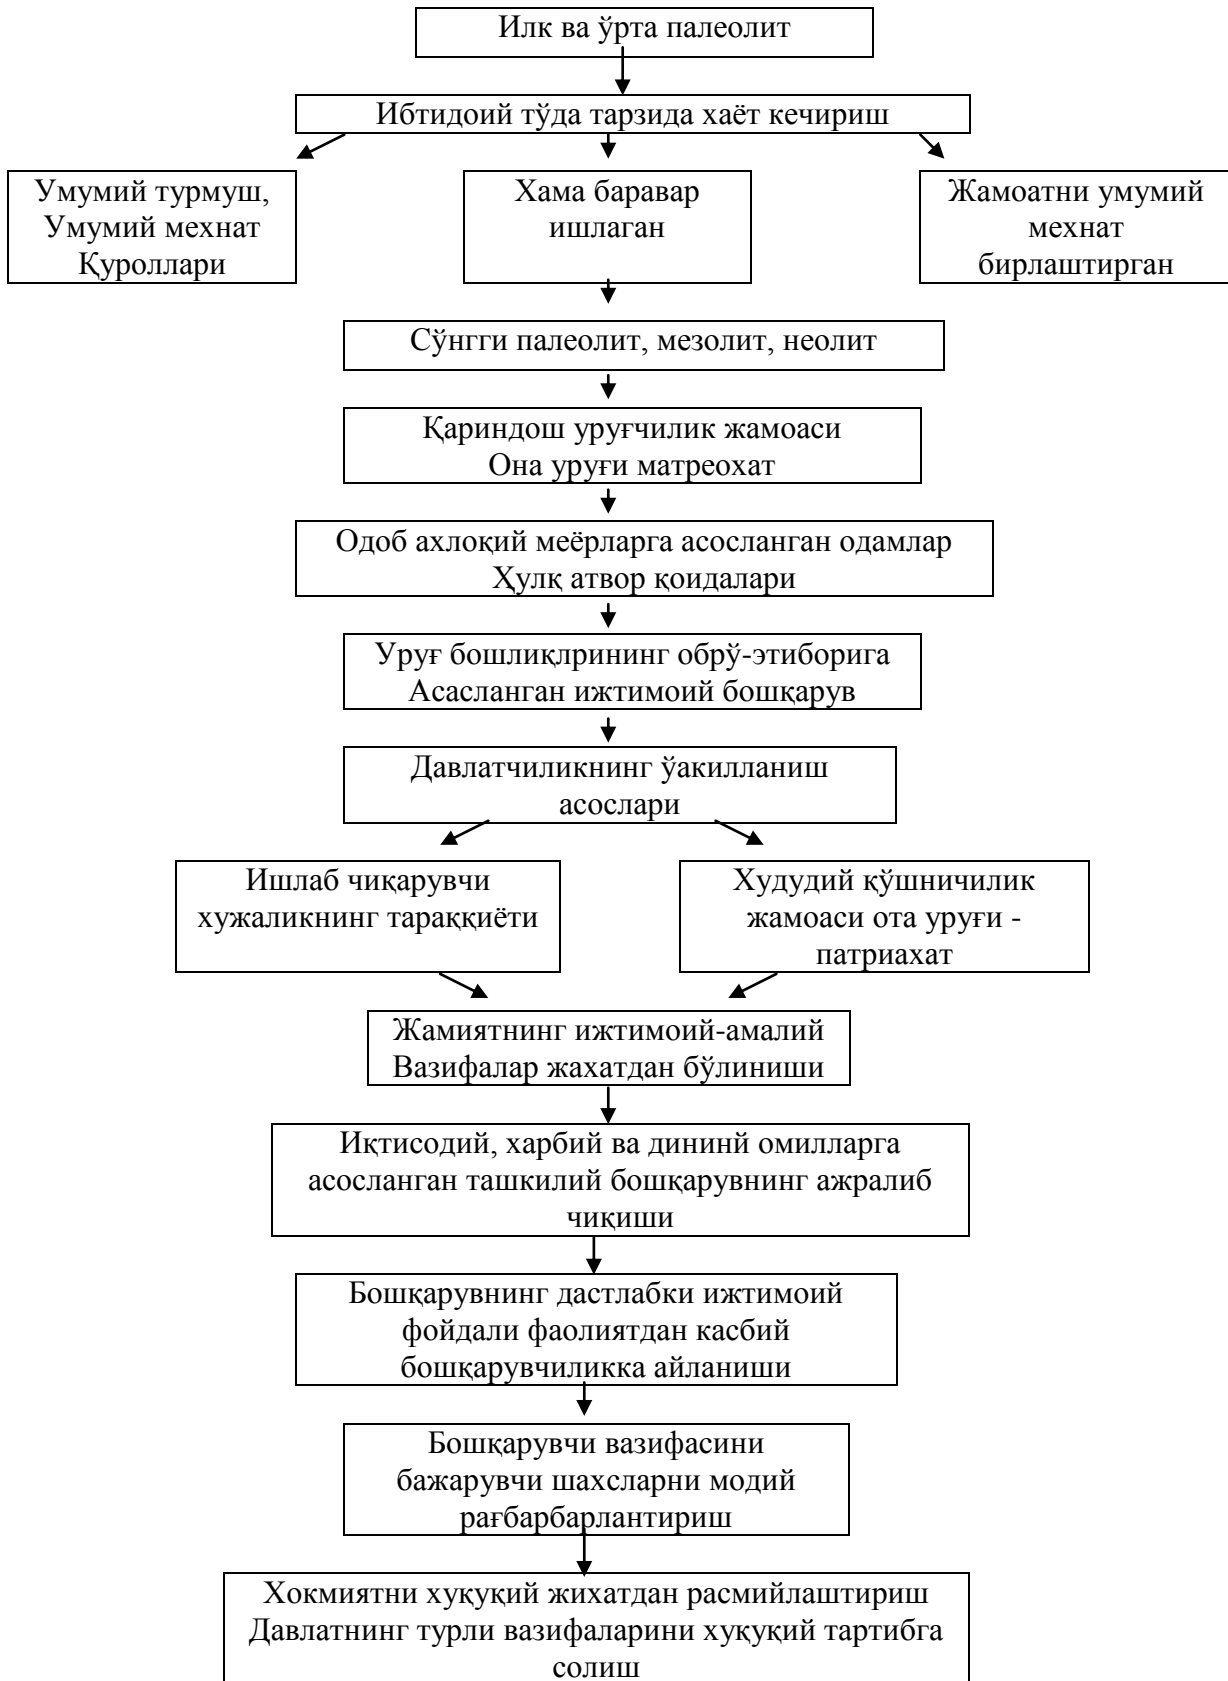 Илк ва ўрта палеолит
Ибтидоий тўда тарзида хаёт кечириш
Умумий турмуш,
Умумий мехнат
Қуроллари
Хама баравар
ишлаган
Жамоатни умумий
мехнат
бирлаштирган
Сўнгги палеолит, мезолит, неолит
Қариндош уруғчилик жамоаси
Она уруғи матреохат
Одоб ахлоқий меёрларга асосланган одамлар
Ҳулқ атвор қоидалари
Уруғ бошлиқлрининг обрў-этиборига
Асасланган ижтимоий бошқарув
Давлатчиликнинг ўакилланиш
асослари
Ишлаб чиқарувчи
хужаликнинг тараққиёти
Худудий қўшничилик
жамоаси ота уруғи -
патриахат
Жамиятнинг ижтимоий-амалий
Вазифалар жахатдан бўлиниши
Иқтисодий, харбий ва дининй омилларга
асосланган ташкилий бошқарувнинг ажралиб
чиқиши
Бошқарувнинг дастлабки ижтимоий
фойдали фаолиятдан касбий
бошқарувчиликка айланиши
Бошқарувчи вазифасини
бажарувчи шахсларни модий
рағбарбарлантириш
Хокмиятни хуқуқий жихатдан расмийлаштириш
Давлатнинг турли вазифаларини хуқуқий тартибга
солиш